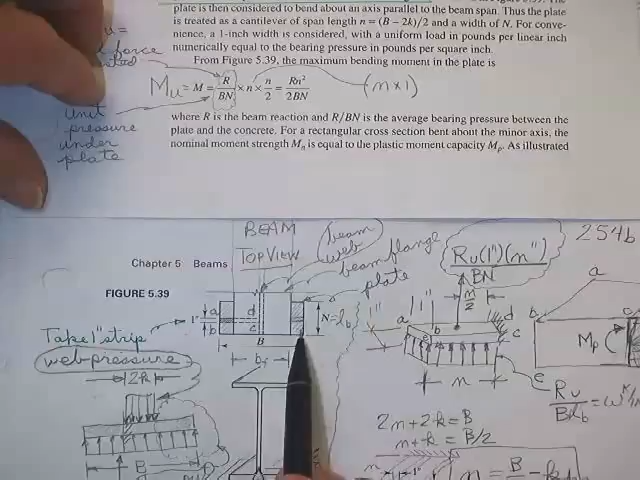 plate is then considered to bend about an axis parallel to the beam span. Thus the plate
is treated as a cantilever of span length n = (B − 2k)/2 and a width of N. For conve-
nience, a 1-inch width is considered, with a uniform load in pounds per linear inch
numerically equal to the bearing pressure in pounds per square inch.
From Figure 5.39, the maximum bending moment in the plate is
Mu = M = R/BN × n × n/2 = Rn²/2BN
(n×1)
unit
pressure
under
plate
where R is the beam reaction and R/BN is the average bearing pressure between the
plate and the concrete. For a rectangular cross section bent about the minor axis, the
nominal moment strength Mn is equal to the plastic moment capacity Mp. As illustrated
254b
BEAM
TOP VIEW
beam
web
beam flange
plate
Ru(1")(n")
BN
Chapter 5 Beams
FIGURE 5.39
Take 1" strip
web pressure
1"
a
b
d
c
N = lb
B
bf
2k
B
1"
a
b
n/2
d
c
e
n
a
b
c
e
Mp
Ru
Blb
2n+2k=B
n+k = B/2
n = B/2 - k